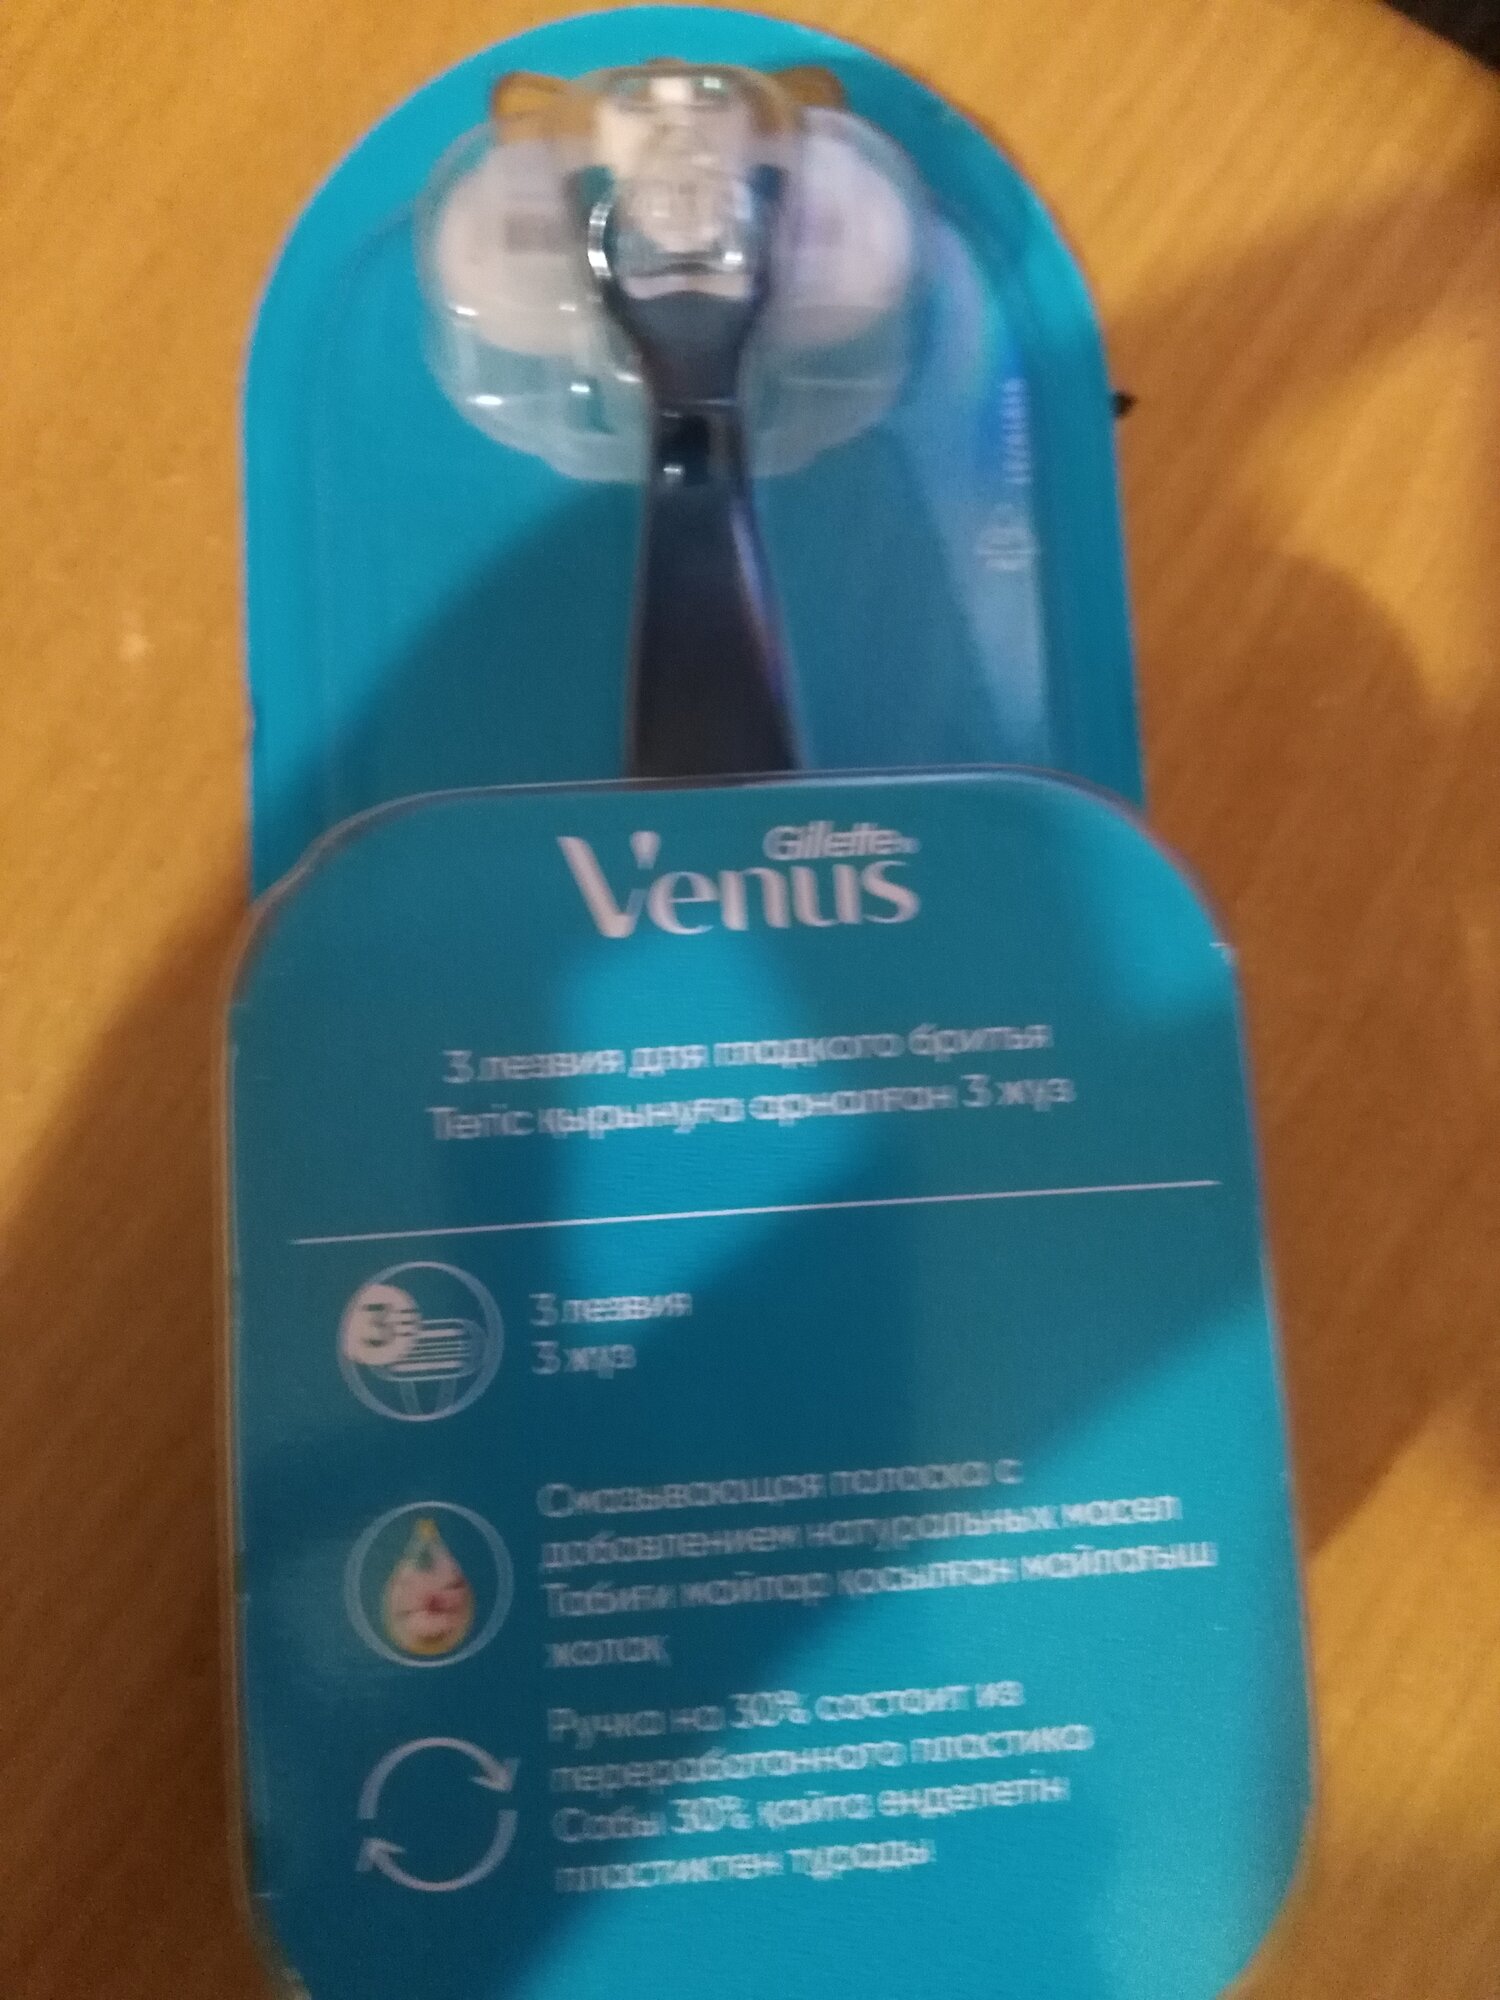 Gillette
Venus
3 лезвия для гладкого бритья
Тегіс қырынуға арналған 3 жүз
3
3 лезвия
3 жүз
Смазывающая полоска с
добавлением натуральных масел
Табиғи майлар қосылған майлағыш
жолақ
Ручка на 30% состоит из
переработанного пластика
Сабы 30% қайта өңделетін
пластиктен тұрады